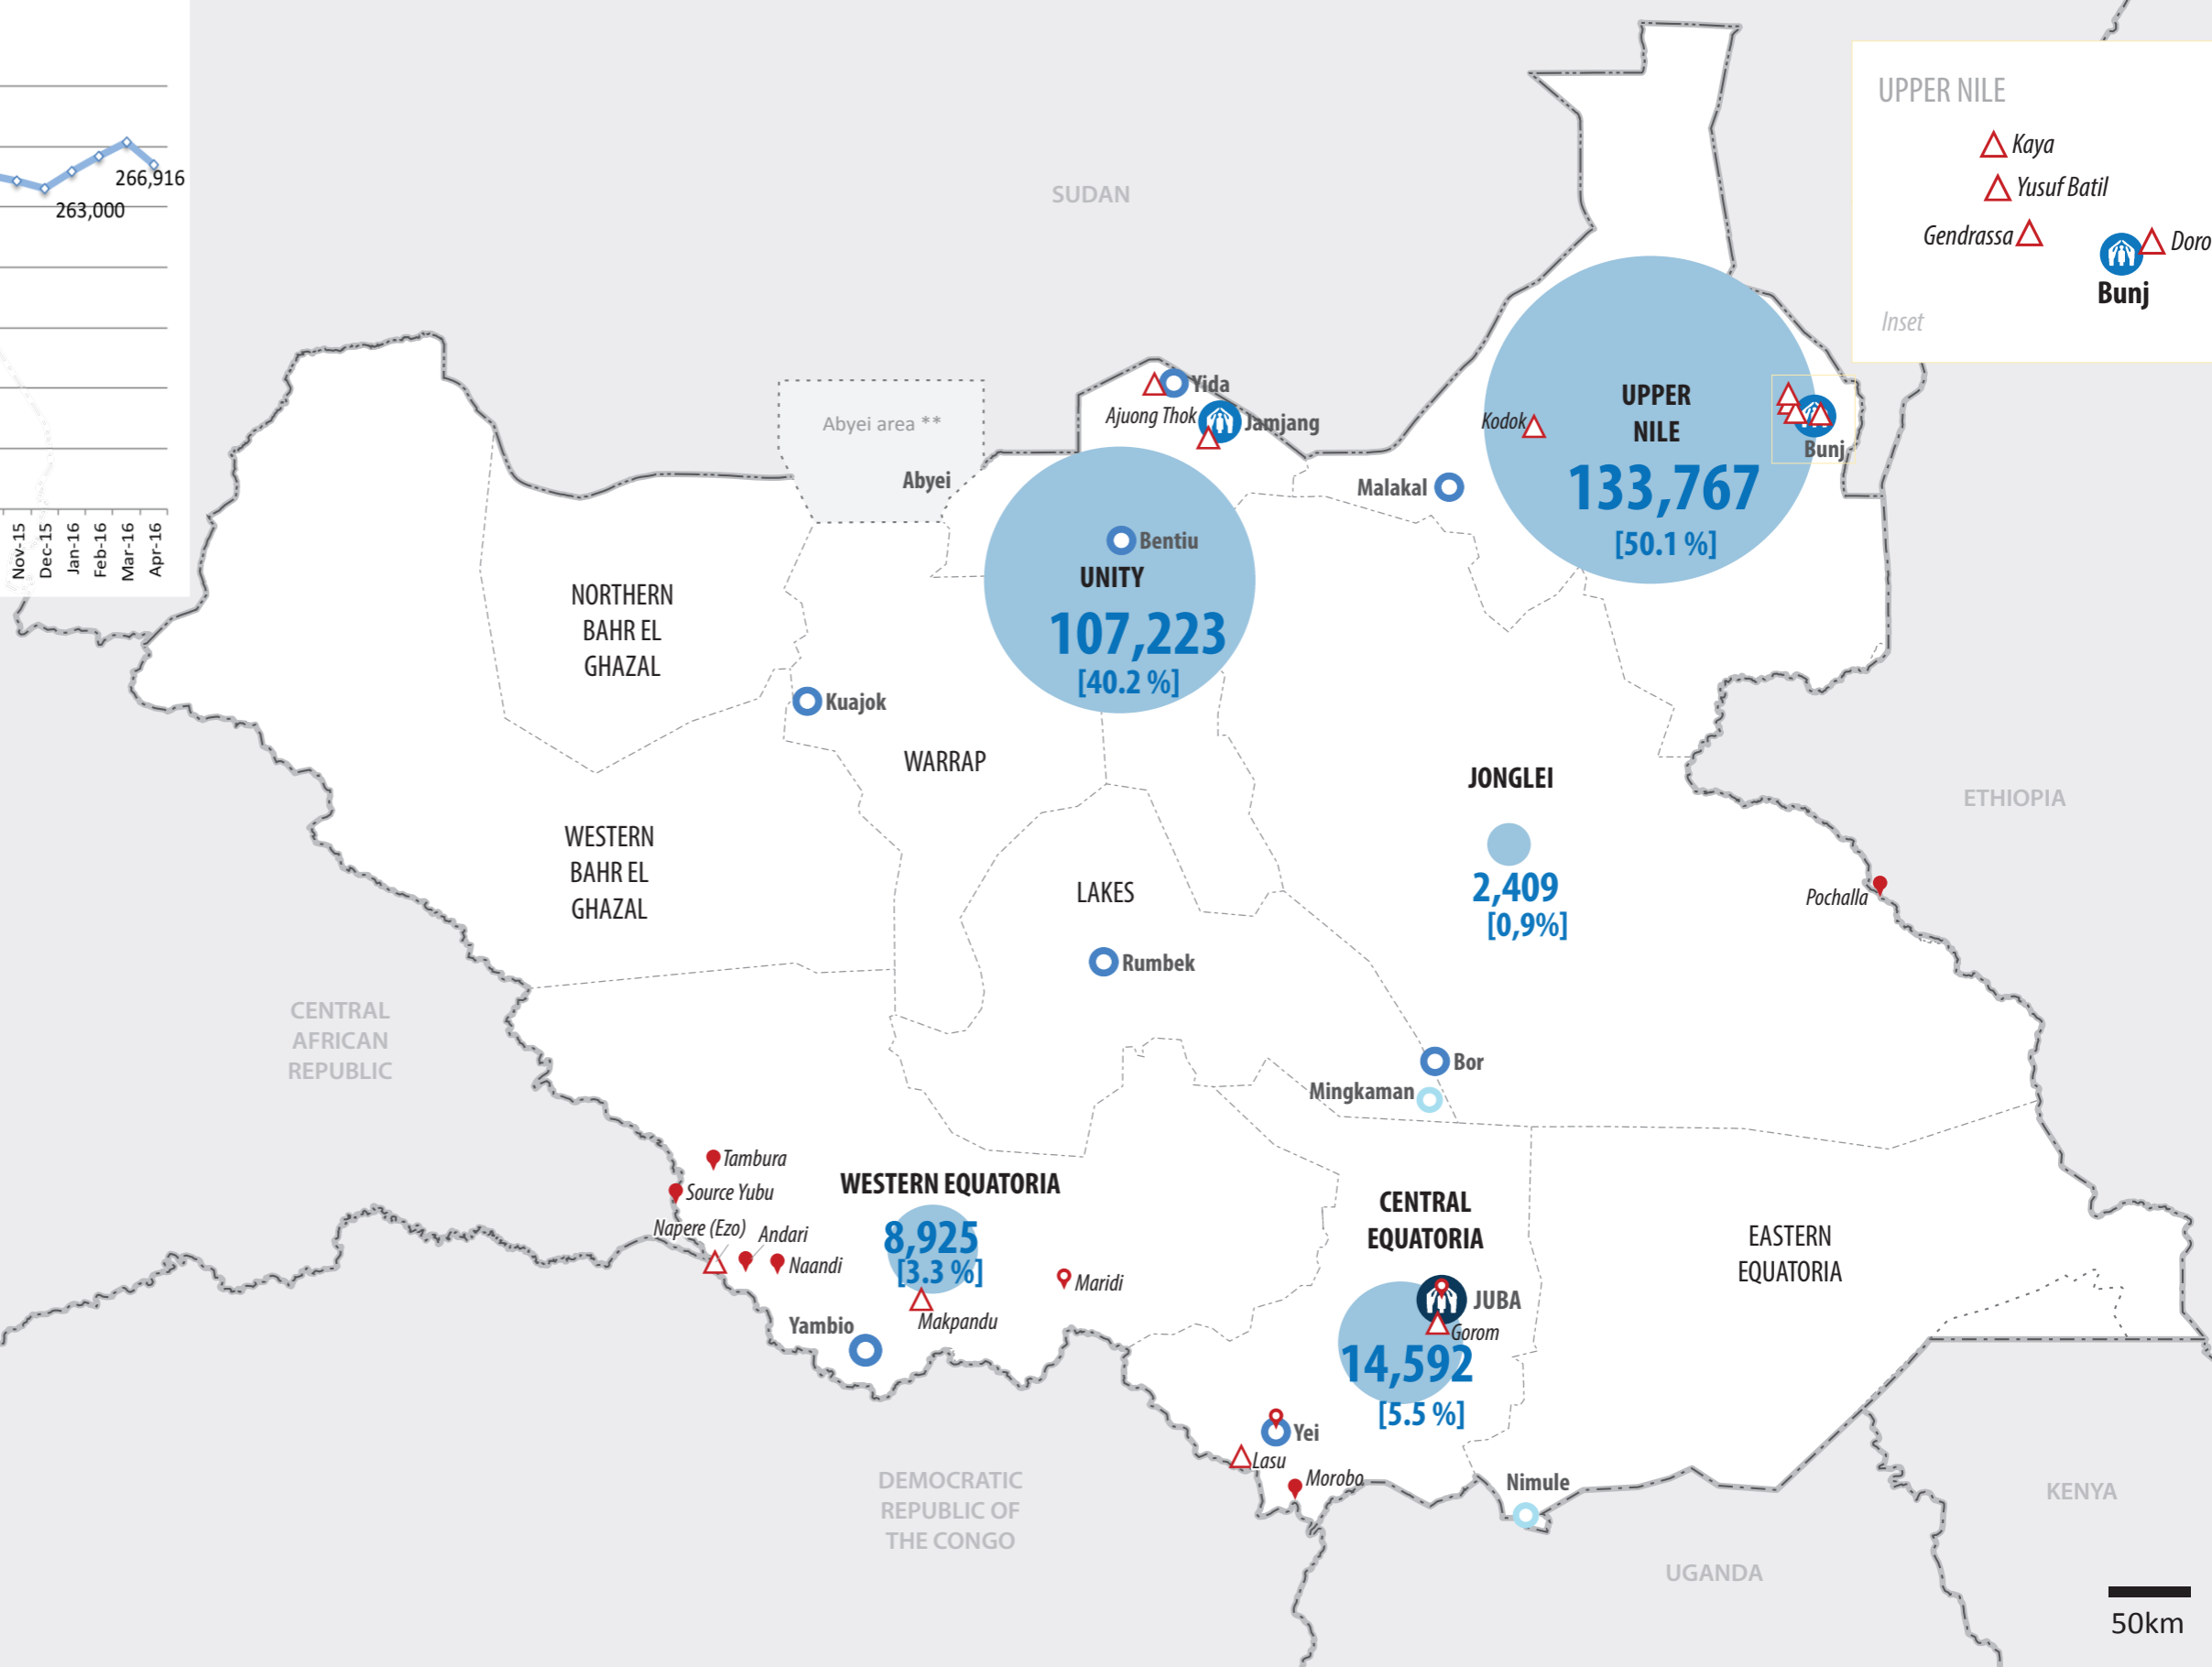 266,916
263,000
Nov-15
Dec-15
Jan-16
Feb-16
Mar-16
Apr-16
UPPER NILE
Kaya
Yusuf Batil
Gendrassa
Doro
Bunj
Inset
SUDAN
Abyei area **
Abyei
Yida
Ajuong Thok
Jamjang
Kodok
UPPER
NILE
133,767
[50.1 %]
Bunj
Malakal
Bentiu
UNITY
107,223
[40.2 %]
NORTHERN
BAHR EL
GHAZAL
Kuajok
WARRAP
JONGLEI
2,409
[0,9%]
ETHIOPIA
Pochalla
WESTERN
BAHR EL
GHAZAL
LAKES
Rumbek
CENTRAL
AFRICAN
REPUBLIC
Bor
Mingkaman
Tambura
Source Yubu
Napere (Ezo)
Andari
Naandi
WESTERN EQUATORIA
8,925
[3.3 %]
Makpandu
Maridi
Yambio
CENTRAL
EQUATORIA
JUBA
Gorom
14,592
[5.5 %]
EASTERN
EQUATORIA
Yei
Lasu
Morobo
Nimule
DEMOCRATIC
REPUBLIC OF
THE CONGO
UGANDA
KENYA
50km